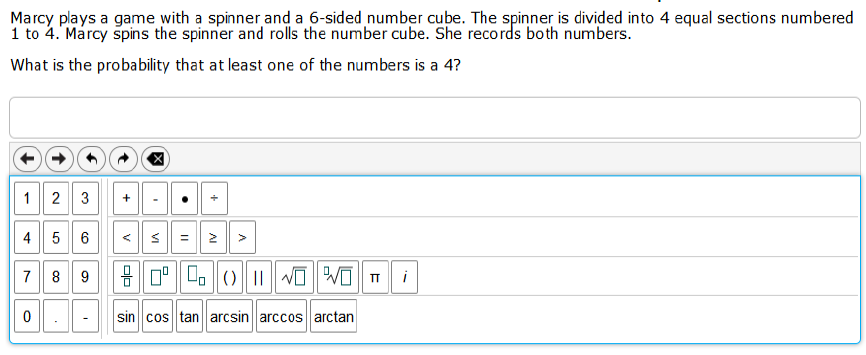 Marcy plays a game with a spinner and a 6-sided number cube. The spinner is divided into 4 equal sections numbered
1 to 4. Marcy spins the spinner and rolls the number cube. She records both numbers.
What is the probability that at least one of the numbers is a 4?
1 2 3 + - • ÷
4 5 6 < ≤ = ≥ >
7 8 9 () || √ √ π i
0 . - sin cos tan arcsin arccos arctan